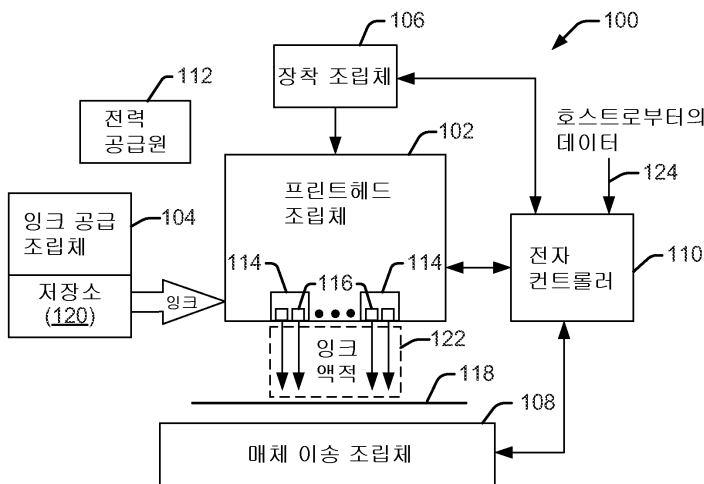 106
100
장착 조립체
112
전력
공급원
호스트로부터의
데이터
102
124
프린트헤드
조립체
104
잉크 공급
조립체
전자
컨트롤러
110
114
116
114
저장소
(120)
잉크
잉크
액적
122
118
108
매체 이송 조립체